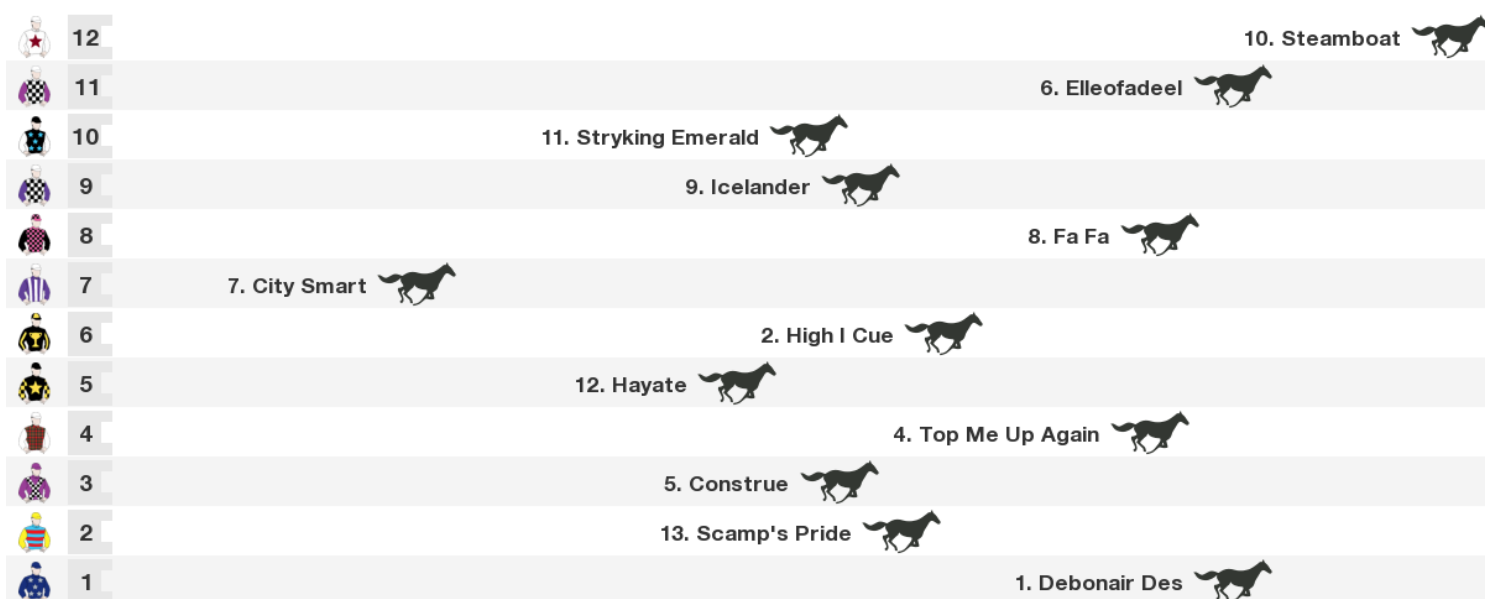 12 10. Steamboat
11 6. Elleofadeel
10 11. Stryking Emerald
9 9. Icelander
8 8. Fa Fa
7 7. City Smart
6 2. High I Cue
5 12. Hayate
4 4. Top Me Up Again
3 5. Construe
2 13. Scamp's Pride
1 1. Debonair Des